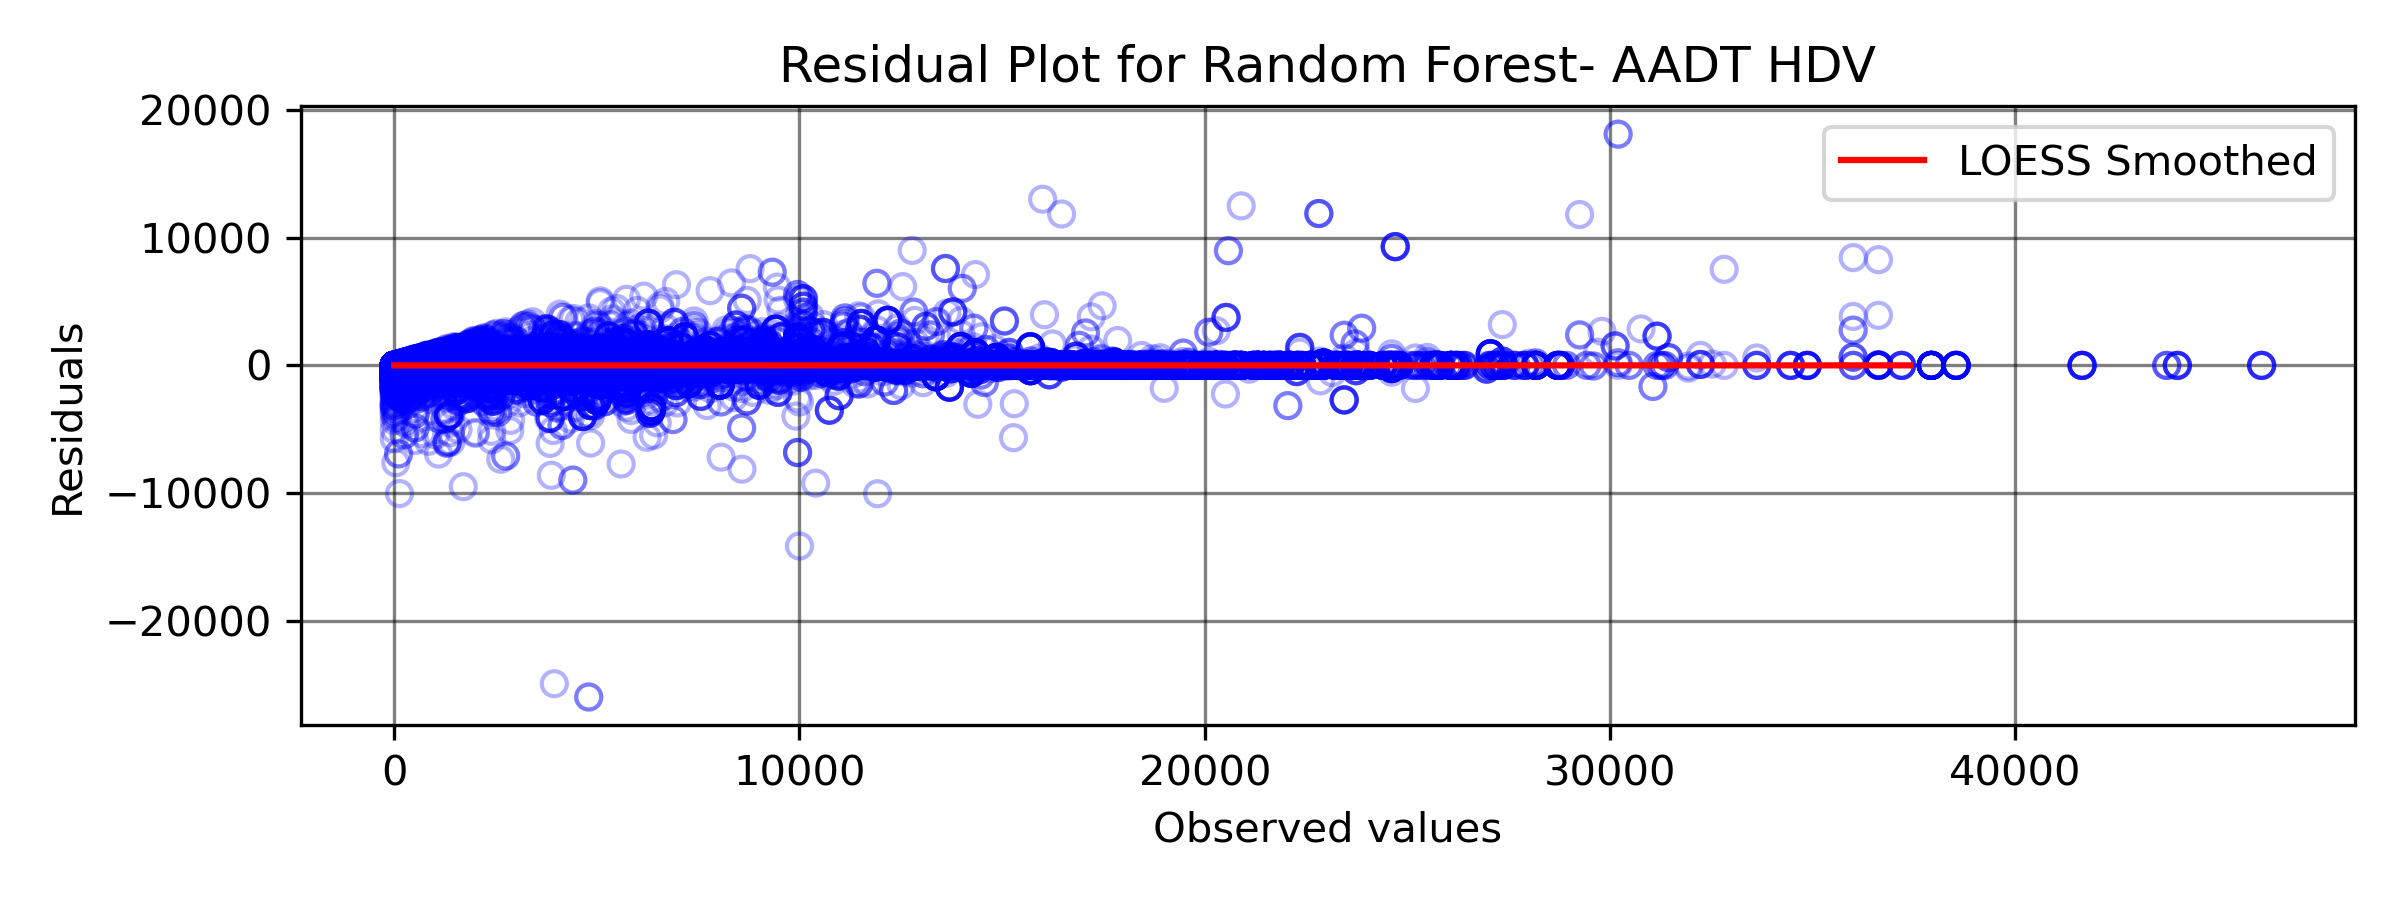 Residual Plot for Random Forest- AADT HDV
LOESS Smoothed
Residuals
20000
10000
0
−10000
−20000
0 10000 20000 30000 40000
Observed values